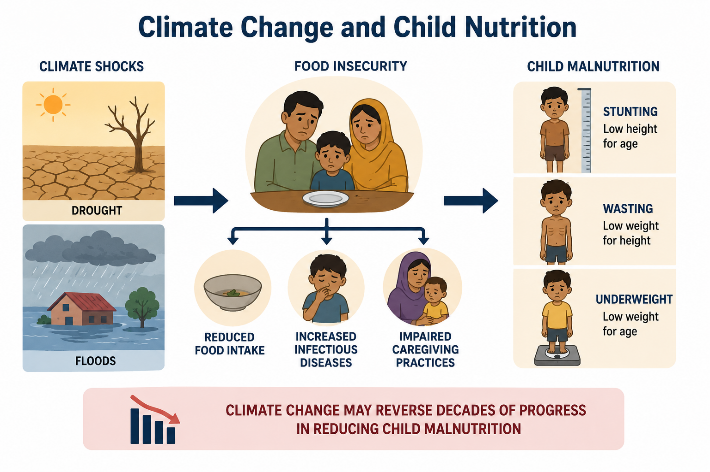 Climate Change and Child Nutrition
CLIMATE SHOCKS
DROUGHT
FLOODS
FOOD INSECURITY
REDUCED
FOOD INTAKE
INCREASED
INFECTIOUS
DISEASES
IMPAIRED
CAREGIVING
PRACTICES
CHILD MALNUTRITION
STUNTING
Low height
for age
WASTING
Low weight
for height
UNDERWEIGHT
Low weight
for age
CLIMATE CHANGE MAY REVERSE DECADES OF PROGRESS
IN REDUCING CHILD MALNUTRITION